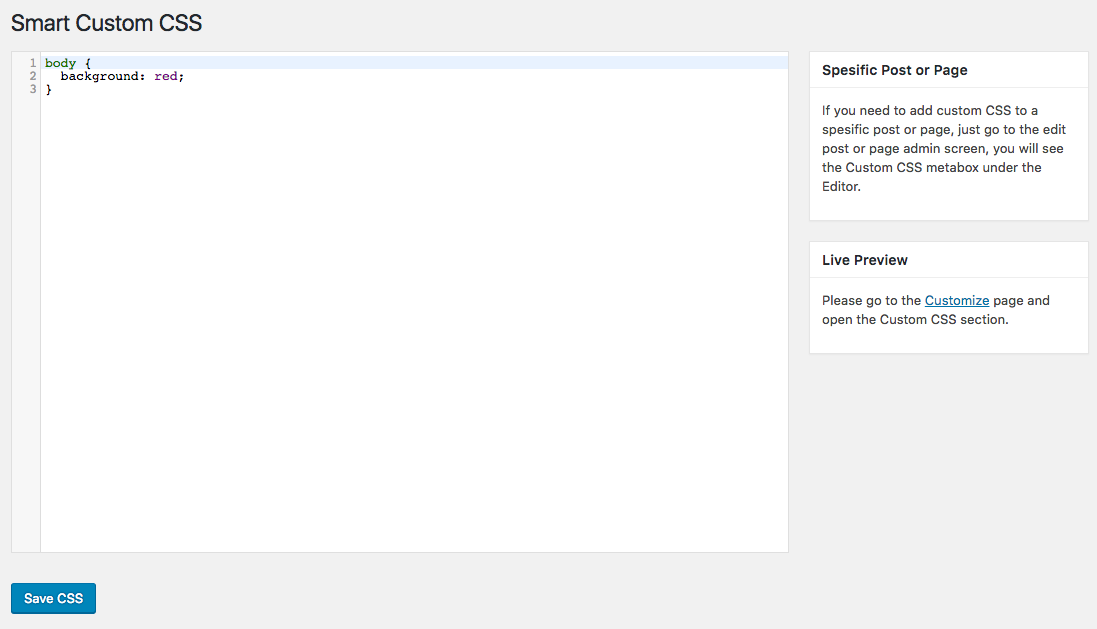 Smart Custom CSS
1 body {
2   background: red;
3 }
Spesific Post or Page
If you need to add custom CSS to a
spesific post or page, just go to the edit
post or page admin screen, you will see
the Custom CSS metabox under the
Editor.
Live Preview
Please go to the Customize page and
open the Custom CSS section.
Save CSS